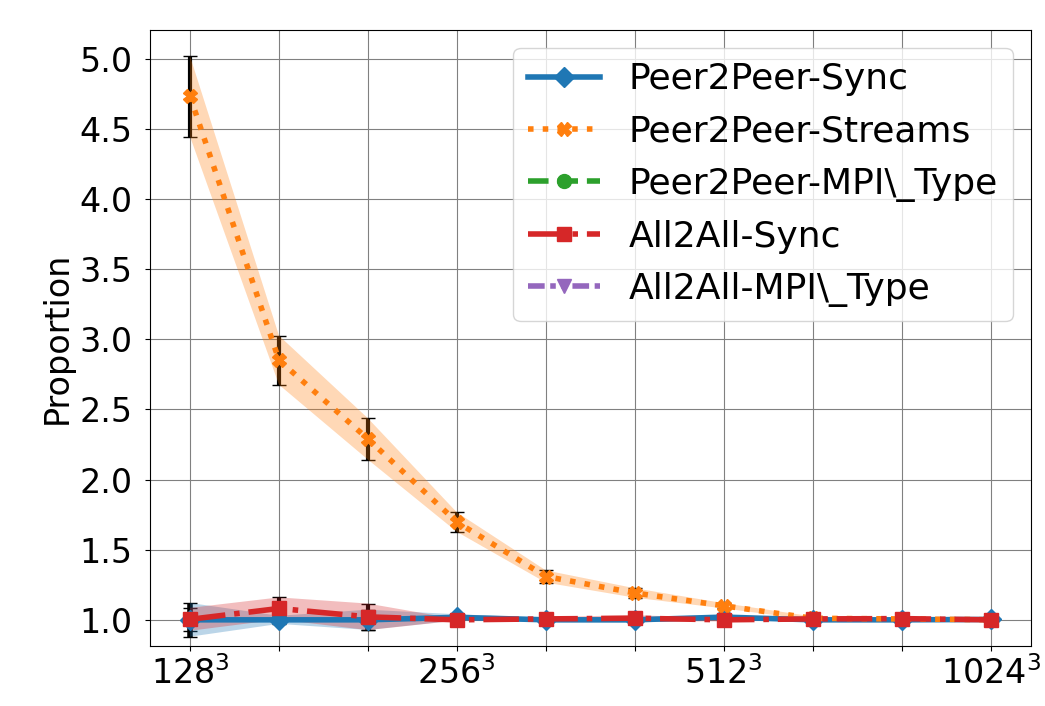 5.0
4.5
4.0
3.5
3.0
2.5
2.0
1.5
1.0
Proportion
Peer2Peer-Sync
Peer2Peer-Streams
Peer2Peer-MPI\_Type
All2All-Sync
All2All-MPI\_Type
128³ 256³ 512³ 1024³